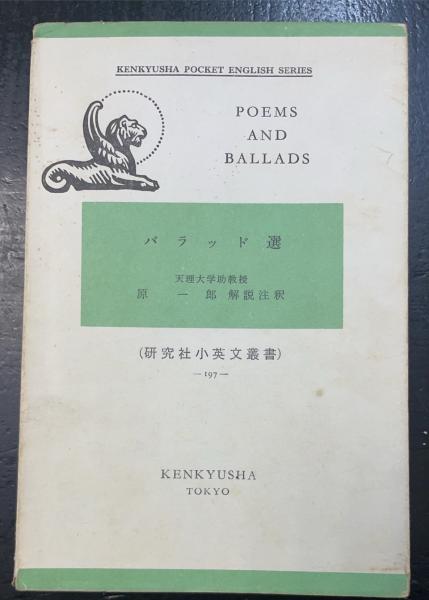 KENKYUSHA POCKET ENGLISH SERIES
POEMS
AND
BALLADS
バラッド選
天理大学助教授
原一郎 解説注釈
(研究社小英文叢書)
—197—
KENKYUSHA
TOKYO